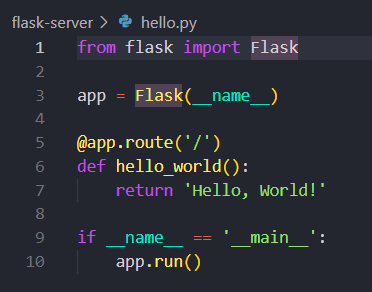 flask-server > hello.py
1 from flask import Flask
2
3 app = Flask(__name__)
4
5 @app.route('/')
6 def hello_world():
7     return 'Hello, World!'
8
9 if __name__ == '__main__':
10     app.run()